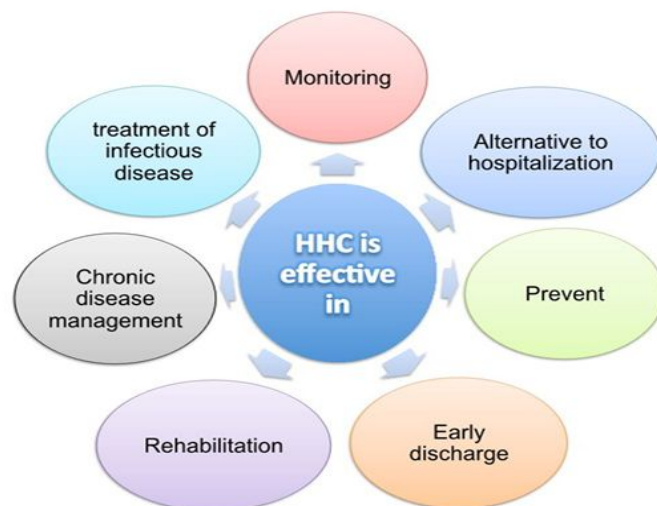 Monitoring
Alternative to
hospitalization
Prevent
Early
discharge
Rehabilitation
Chronic
disease
management
treatment of
infectious
disease
HHC is
effective
in